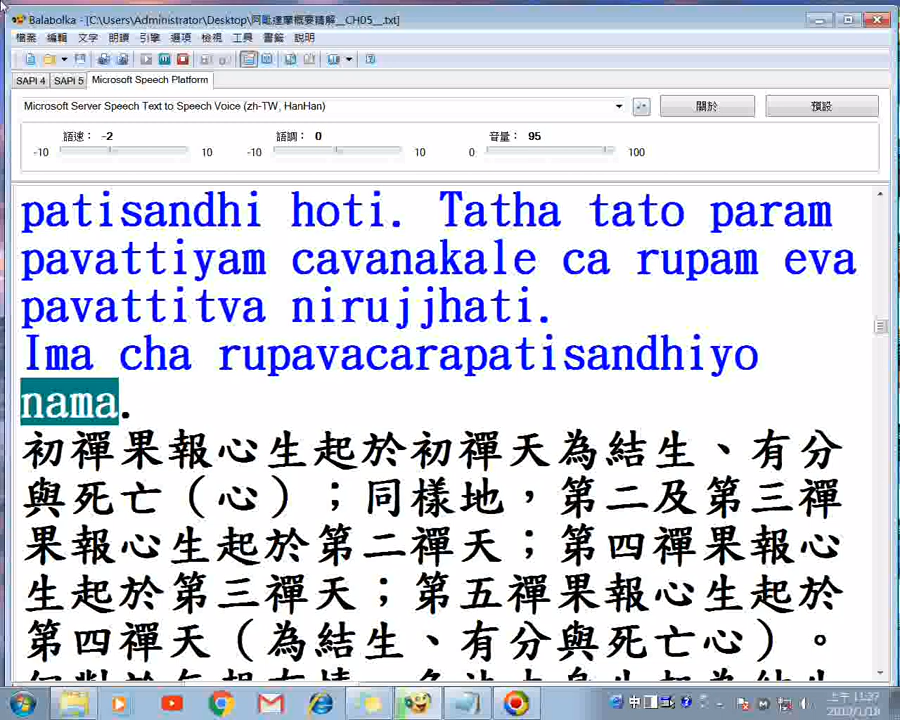 Balabolka - [C:\Users\Administrator\Desktop\阿毗達摩概要精解__CH05__.txt]
檔案 編輯 文字 朗讀 引擎 選項 檢視 工具 書籤 說明
SAPI 4 SAPI 5 Microsoft Speech Platform
Microsoft Server Speech Text to Speech Voice (zh-TW, HanHan) 關於 預設
語速： -2 語調： 0 音量： 95
-10 10 -10 10 0 100
patisandhi hoti. Tatha tato param
pavattiyam cavanakale ca rupam eva
pavattitva nirujjhati.
Ima cha rupavacarapatisandhiyo
nama.
初禪果報心生起於初禪天為結生、有分
與死亡（心）；同樣地，第二及第三禪
果報心生起於第二禪天；第四禪果報心
生起於第三禪天；第五禪果報心生起於
第四禪天（為結生、有分與死亡心）。
中
上午 11:37